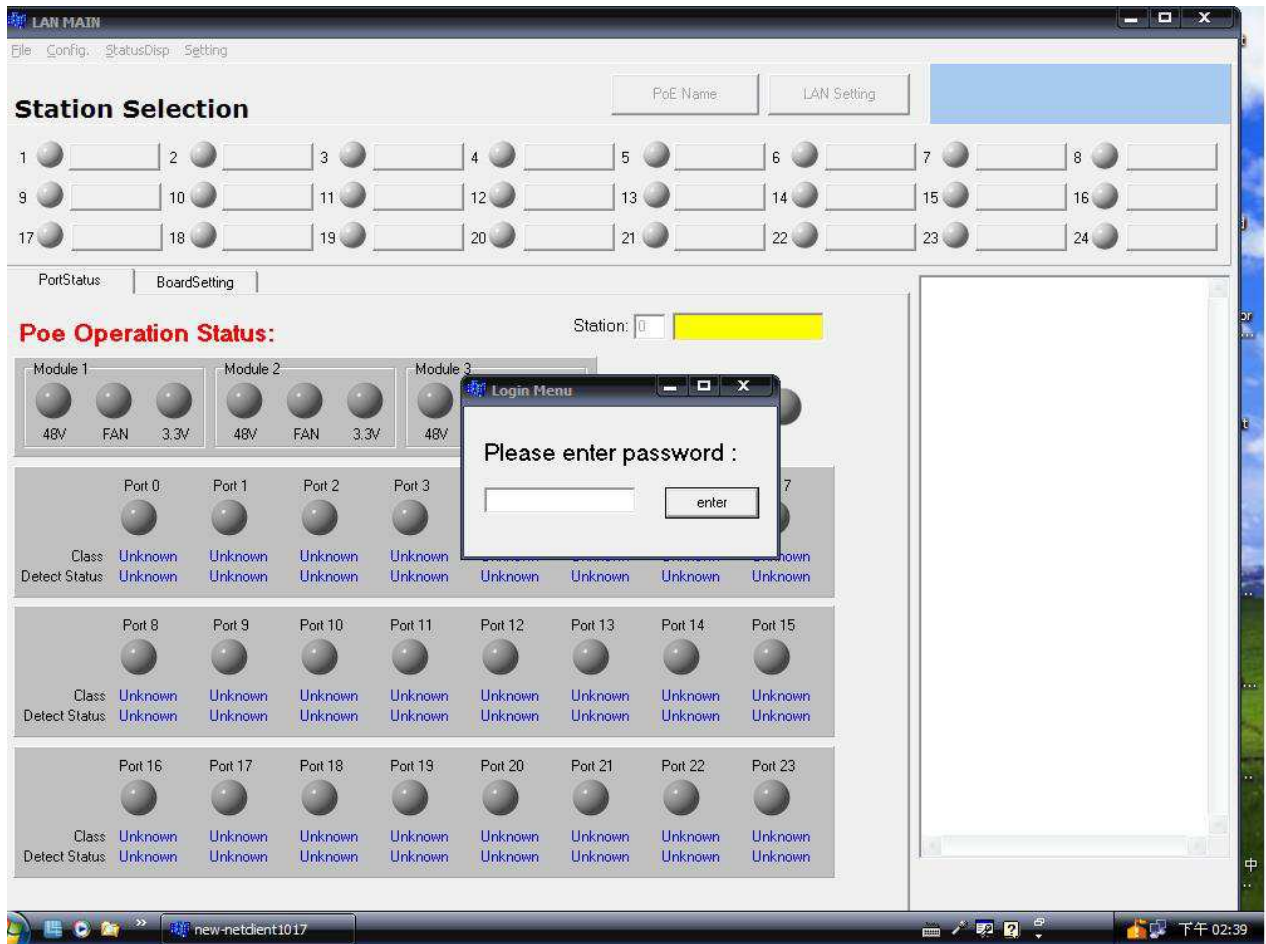 LAN MAIN
File Config. StatusDisp Setting
Station Selection PoE Name LAN Setting
1 2 3 4 5 6 7 8
9 10 11 12 13 14 15 16
17 18 19 20 21 22 23 24
PortStatus BoardSetting
Poe Operation Status: Station: 0
Module 1 Module 2 Module 3
48V FAN 3.3V 48V FAN 3.3V 48V
Login Menu
Please enter password :
enter
Port 0 Port 1 Port 2 Port 3 7
Class Unknown Unknown Unknown Unknown
Detect Status Unknown Unknown Unknown Unknown Unknown Unknown Unknown Unknown
Port 8 Port 9 Port 10 Port 11 Port 12 Port 13 Port 14 Port 15
Class Unknown Unknown Unknown Unknown Unknown Unknown Unknown Unknown
Detect Status Unknown Unknown Unknown Unknown Unknown Unknown Unknown Unknown
Port 16 Port 17 Port 18 Port 19 Port 20 Port 21 Port 22 Port 23
Class Unknown Unknown Unknown Unknown Unknown Unknown Unknown Unknown
Detect Status Unknown Unknown Unknown Unknown Unknown Unknown Unknown Unknown
中
new-netclient1017 下午 02:39